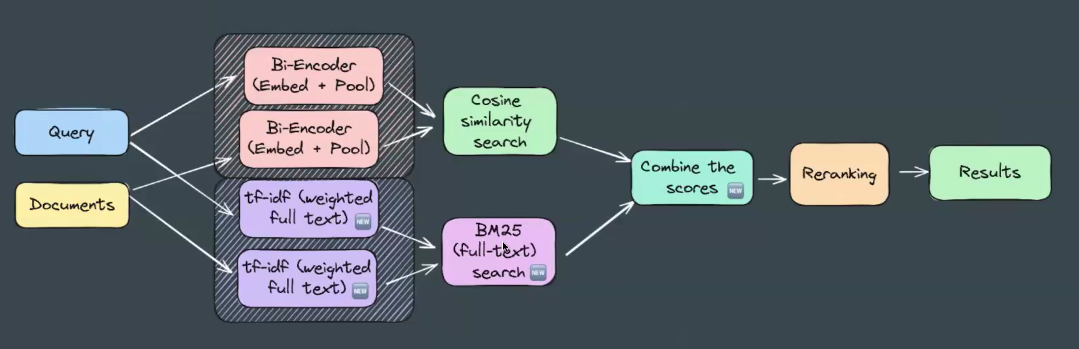 Query
Documents
Bi-Encoder
(Embed + Pool)
Bi-Encoder
(Embed + Pool)
tf-idf (weighted
full text) NEW
tf-idf (weighted
full text) NEW
Cosine
similarity
search
BM25
(full-text)
search NEW
Combine the
scores NEW
Reranking
Results